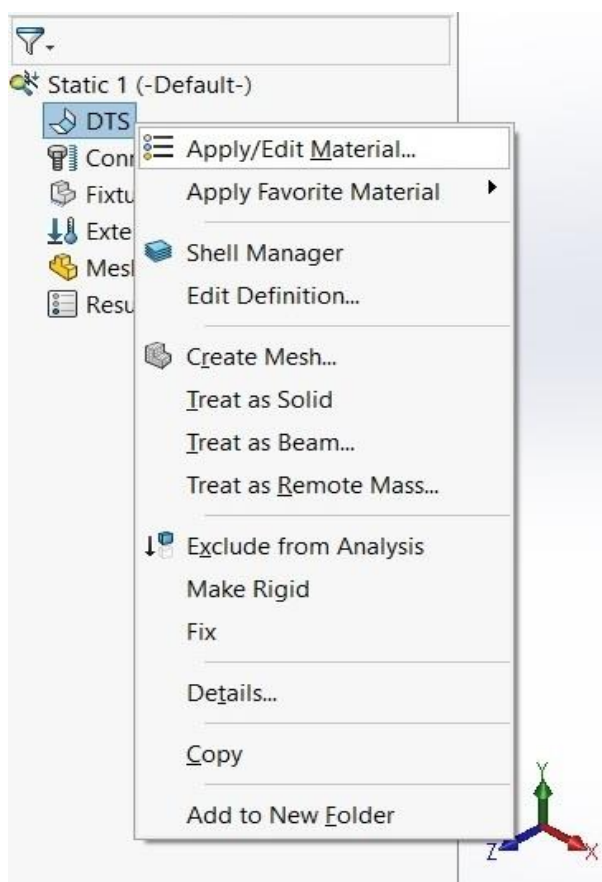 Static 1 (-Default-)
DTS
Apply/Edit Material...
Conn
Apply Favorite Material
Fixtu
Exte
Shell Manager
Mesh
Edit Definition...
Resu
Create Mesh...
Treat as Solid
Treat as Beam...
Treat as Remote Mass...
Exclude from Analysis
Make Rigid
Fix
Details...
Copy
Add to New Folder
Y
Z
X